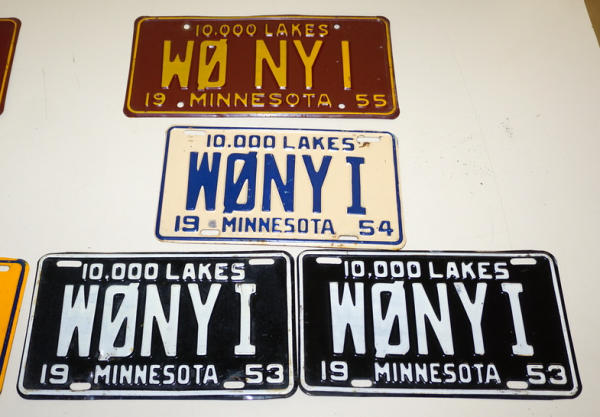 10,000 LAKES
WØ NY I
19 MINNESOTA 55
10,000 LAKES
WØNY I
19 MINNESOTA 54
10,000 LAKES
WØNY I
19 MINNESOTA 53
10,000 LAKES
WØNY I
19 MINNESOTA 53